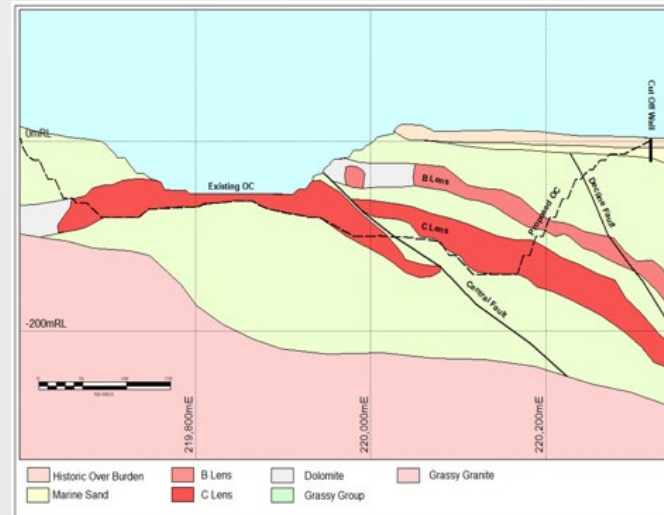 Cut Off Wall
0mRL
Existing OC
B Lens
Proposed OC
Decline Fault
C Lens
Central Fault
-200mRL
219,800mE
220,000mE
220,200mE
Historic Over Burden
B Lens
Dolomite
Grassy Granite
Marine Sand
C Lens
Grassy Group